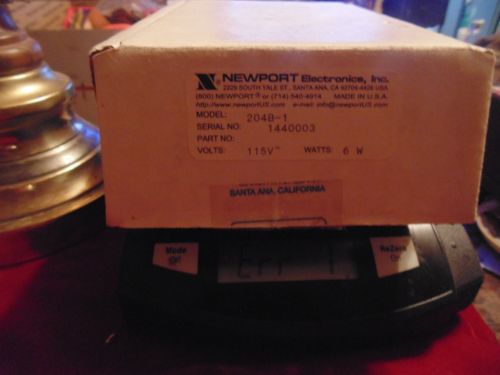 N NEWPORT Electronics, Inc.
2229 SOUTH YALE ST., SANTA ANA, CA 92704-4426 USA
(800) NEWPORT® or (714) 540-4914 MADE IN U.S.A.
http://www.newportUS.com e-mail: info@newportUS.com
MODEL: 204B-1
SERIAL NO: 1440003
PART NO:
VOLTS: 115V~ WATTS: 6 W
SANTA ANA, CALIFORNIA
Mode
ReZero
Err 1